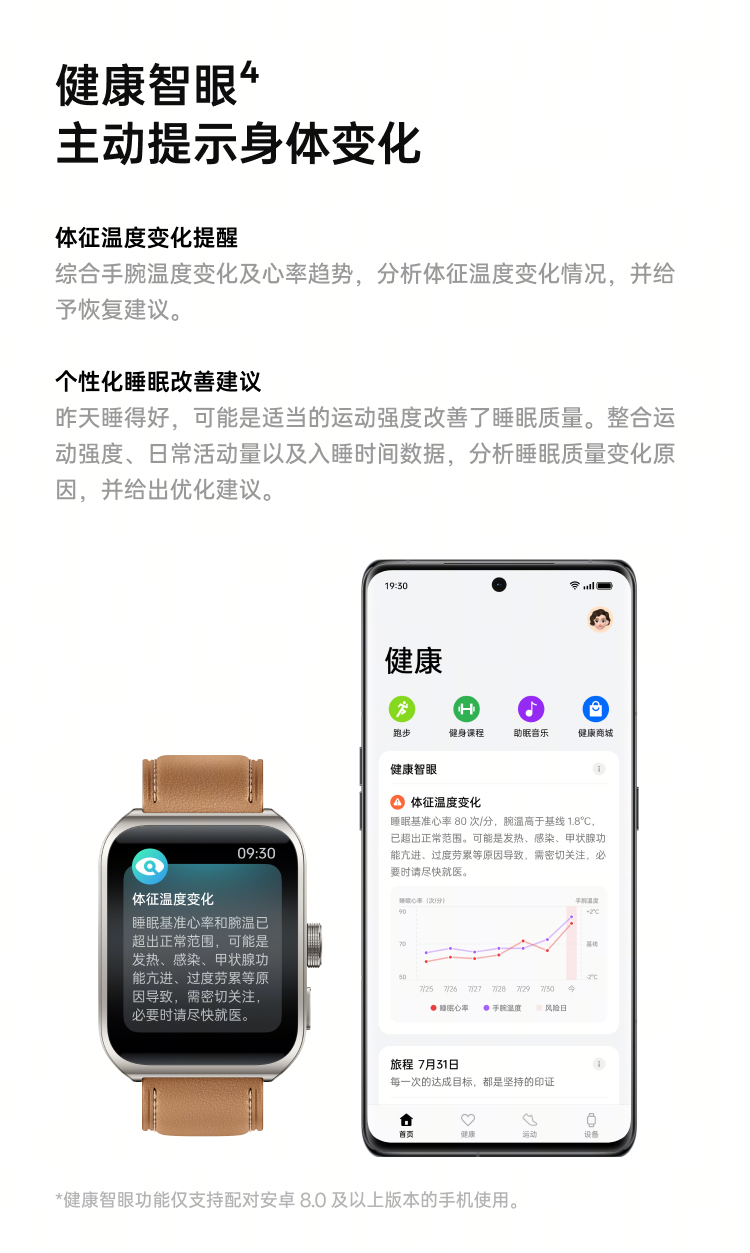 健康智眼4
主动提示身体变化
体征温度变化提醒
综合手腕温度变化及心率趋势，分析体征温度变化情况，并给
予恢复建议。
个性化睡眠改善建议
昨天睡得好，可能是适当的运动强度改善了睡眠质量。整合运
动强度、日常活动量以及入睡时间数据，分析睡眠质量变化原
因，并给出优化建议。
09:30
体征温度变化
睡眠基准心率和腕温已
超出正常范围，可能是
发热、感染、甲状腺功
能亢进、过度劳累等原
因导致，需密切关注，
必要时请尽快就医。
19:30
健康
跑步 健身课程 助眠音乐 健康商城
健康智眼
体征温度变化
睡眠基准心率 80 次/分，腕温高于基线 1.8°C，
已超出正常范围。可能是发热、感染、甲状腺功
能亢进、过度劳累等原因导致，需密切关注，必
要时请尽快就医。
睡眠心率（次/分） 手腕温度
90 +2°C
70 基线
50 -2°C
7/25 7/26 7/27 7/28 7/29 7/30 今
睡眠心率 手腕温度 风险日
旅程 7月31日
每一次的达成目标，都是坚持的印证
首页 健康 运动 设备
*健康智眼功能仅支持配对安卓 8.0 及以上版本的手机使用。